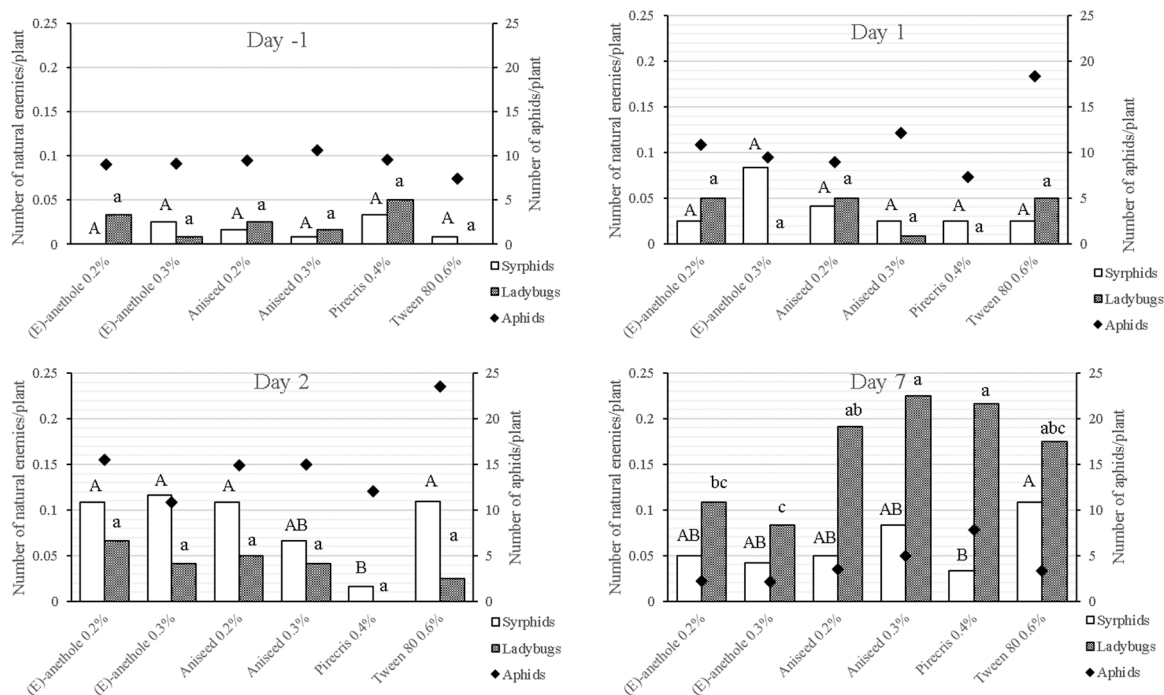 Day -1
Number of natural enemies/plant
0.25
0.2
0.15
0.1
0.05
0
25
20
15
10
5
0
Number of aphids/plant
A a A a A a A a A a A a
(E)-anethole 0.2%
(E)-anethole 0.3%
Aniseed 0.2%
Aniseed 0.3%
Pirecris 0.4%
Tween 80 0.6%
Syrphids
Ladybugs
Aphids
Day 1
Number of natural enemies/plant
0.25
0.2
0.15
0.1
0.05
0
25
20
15
10
5
0
Number of aphids/plant
A a A a A a A a A a A a
(E)-anethole 0.2%
(E)-anethole 0.3%
Aniseed 0.2%
Aniseed 0.3%
Pirecris 0.4%
Tween 80 0.6%
Syrphids
Ladybugs
Aphids
Day 2
Number of natural enemies/plant
0.25
0.2
0.15
0.1
0.05
0
25
20
15
10
5
0
Number of aphids/plant
A a A a A a AB a B a A a
(E)-anethole 0.2%
(E)-anethole 0.3%
Aniseed 0.2%
Aniseed 0.3%
Pirecris 0.4%
Tween 80 0.6%
Syrphids
Ladybugs
Aphids
Day 7
Number of natural enemies/plant
0.25
0.2
0.15
0.1
0.05
0
25
20
15
10
5
0
Number of aphids/plant
AB bc AB c AB ab AB a B a A abc
(E)-anethole 0.2%
(E)-anethole 0.3%
Aniseed 0.2%
Aniseed 0.3%
Pirecris 0.4%
Tween 80 0.6%
Syrphids
Ladybugs
Aphids